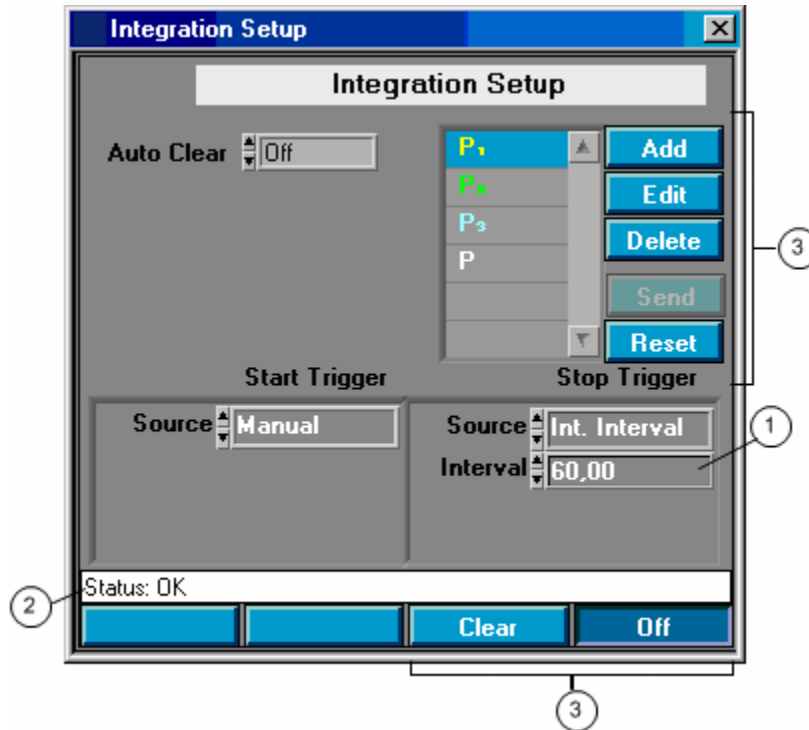 Integration Setup
Integration Setup
Auto Clear Off
P₁
P₂
P₃
P
Add
Edit
Delete
Send
Reset
3
Start Trigger
Stop Trigger
Source Manual
Source Int. Interval
1
Interval 60,00
Status: OK
2
Clear
Off
3